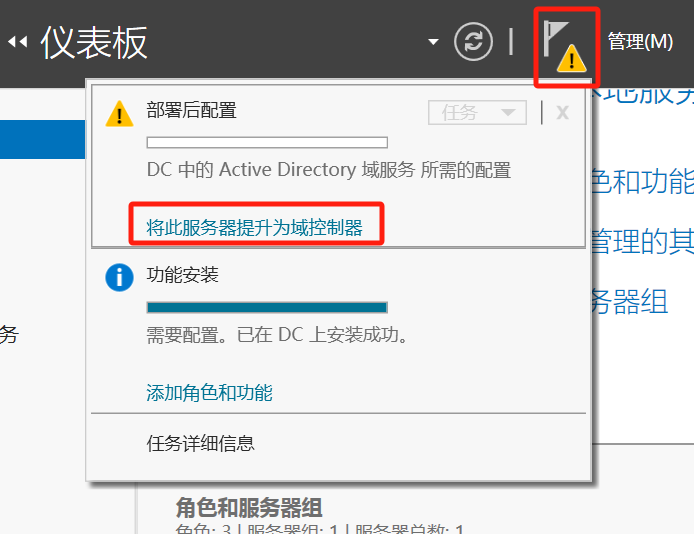 仪表板
管理(M)
部署后配置
任务
X
DC 中的 Active Directory 域服务 所需的配置
将此服务器提升为域控制器
功能安装
需要配置。已在 DC 上安装成功。
添加角色和功能
任务详细信息
色和功能
管理的其
务器组
务
角色和服务器组
角色: 3 | 服务器组: 1 | 服务器总数: 1